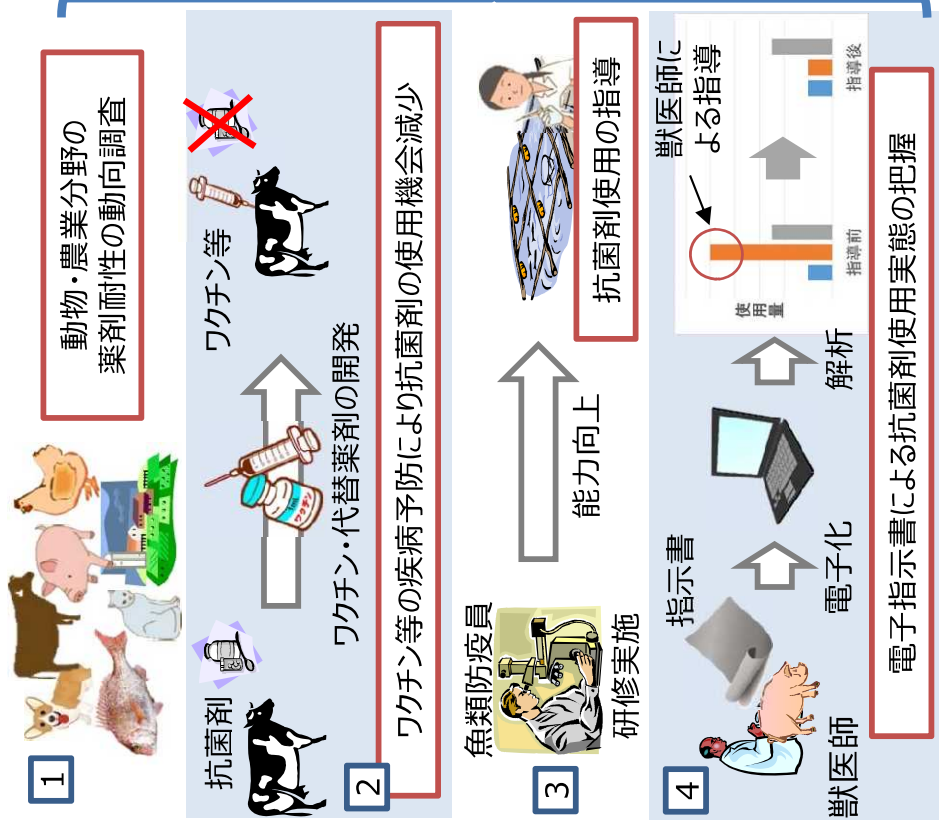 1
動物・農業分野の
薬剤耐性の動向調査
2
抗菌剤
ワクチン・代替薬剤の開発
ワクチン
ワクチン等
ワクチン等の疾病予防により抗菌剤の使用機会減少
3
魚類防疫員
研修実施
能力向上
抗菌剤使用の指導
4
獣医師
指示書
電子化
解析
使用量
指導前
指導後
獣医師に
よる指導
電子指示書による抗菌剤使用実態の把握